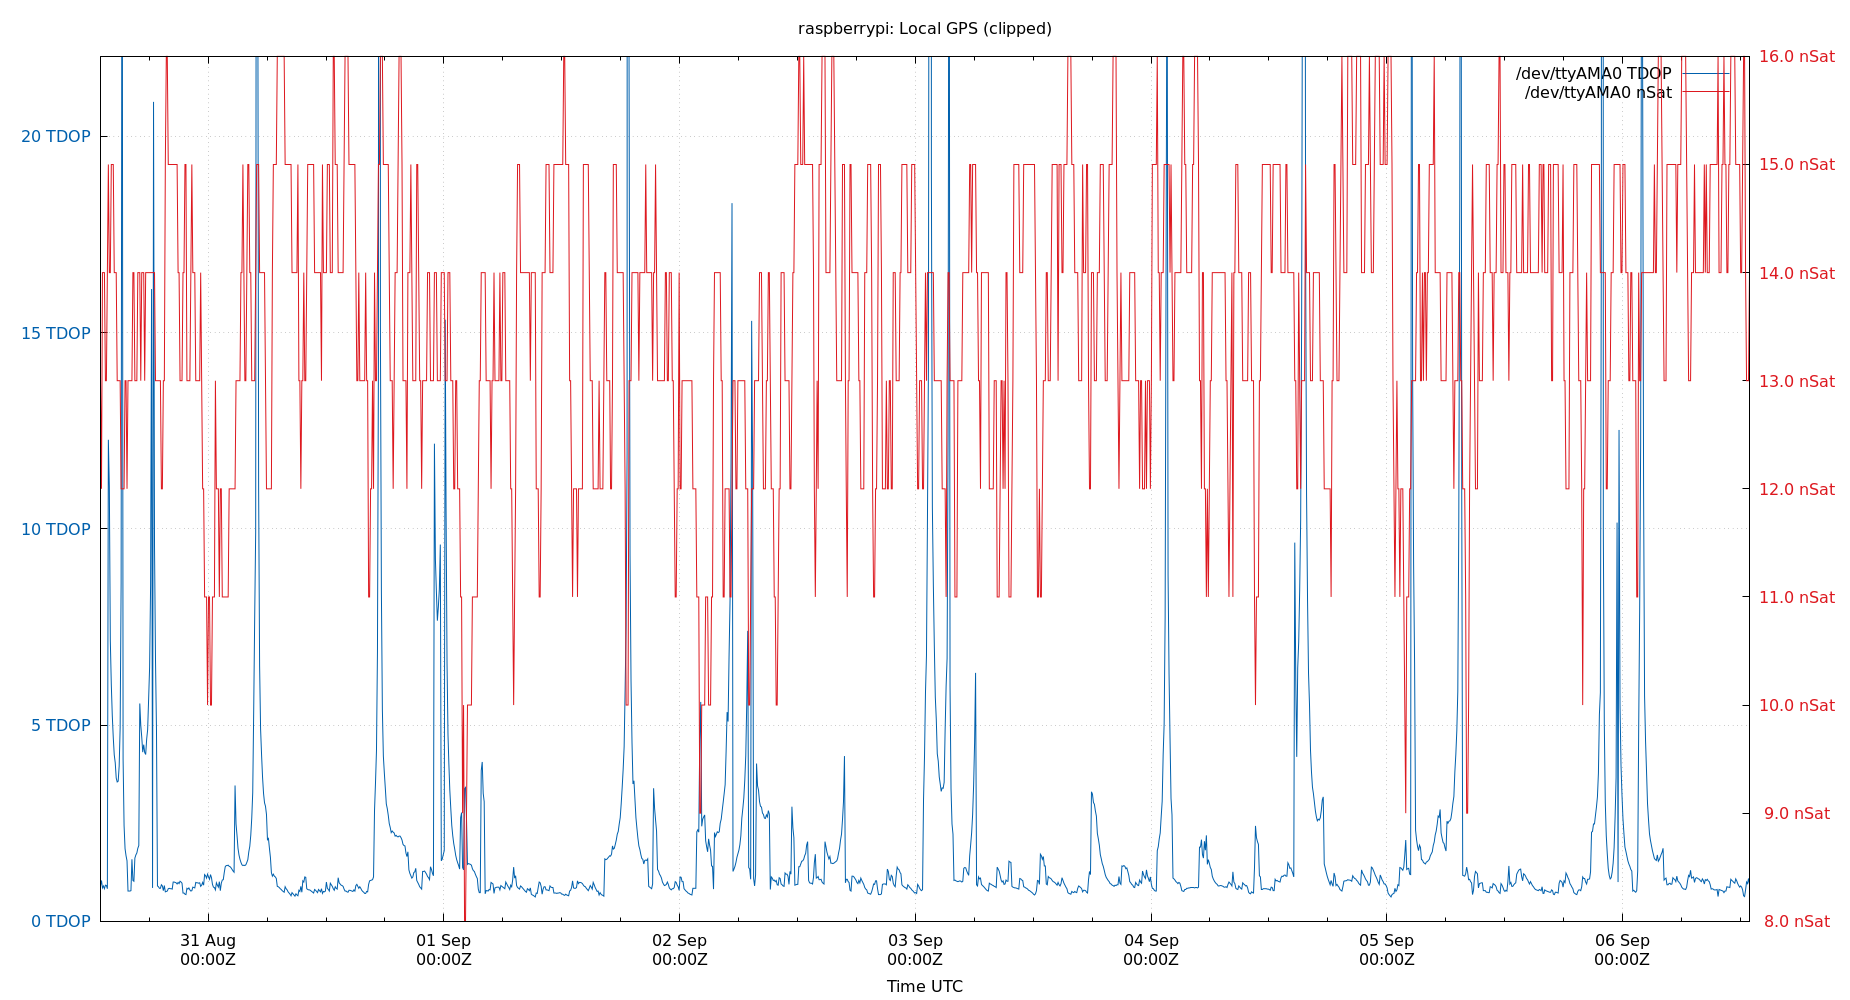 raspberrypi: Local GPS (clipped)
16.0 nSat
/dev/ttyAMA0 TDOP
/dev/ttyAMA0 nSat
20 TDOP
15.0 nSat
14.0 nSat
15 TDOP
13.0 nSat
12.0 nSat
10 TDOP
11.0 nSat
10.0 nSat
5 TDOP
9.0 nSat
0 TDOP
8.0 nSat
31 Aug 01 Sep 02 Sep 03 Sep 04 Sep 05 Sep 06 Sep
00:00Z 00:00Z 00:00Z 00:00Z 00:00Z 00:00Z 00:00Z
Time UTC